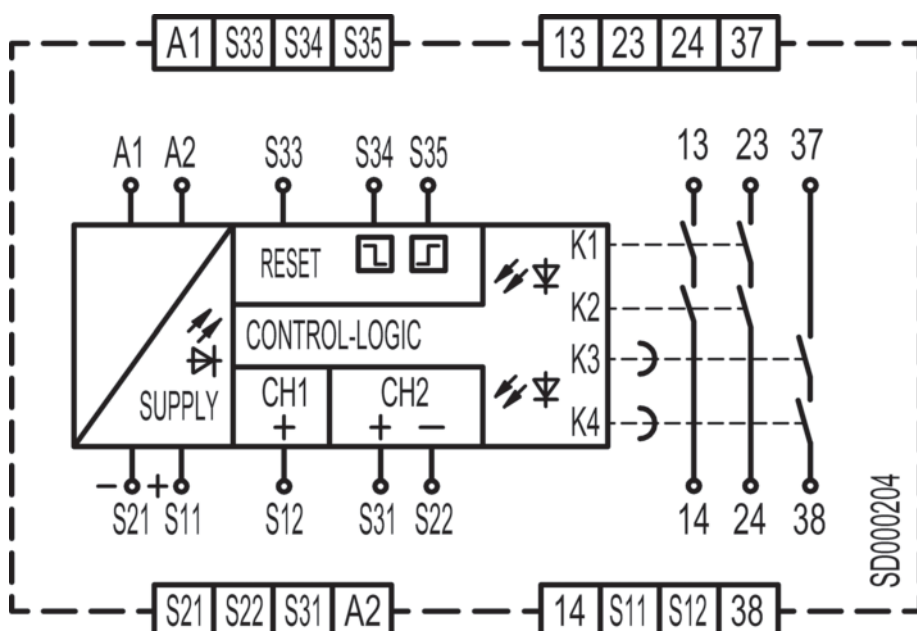 A1 S33 S34 S35 13 23 24 37
A1 A2 S33 S34 S35 13 23 37
RESET K1
K2
CONTROL-LOGIC
K3
SUPPLY CH1 CH2
+ + − K4
− + 
S21 S11 S12 S31 S22 14 24 38
SD000204
S21 S22 S31 A2 14 S11 S12 38